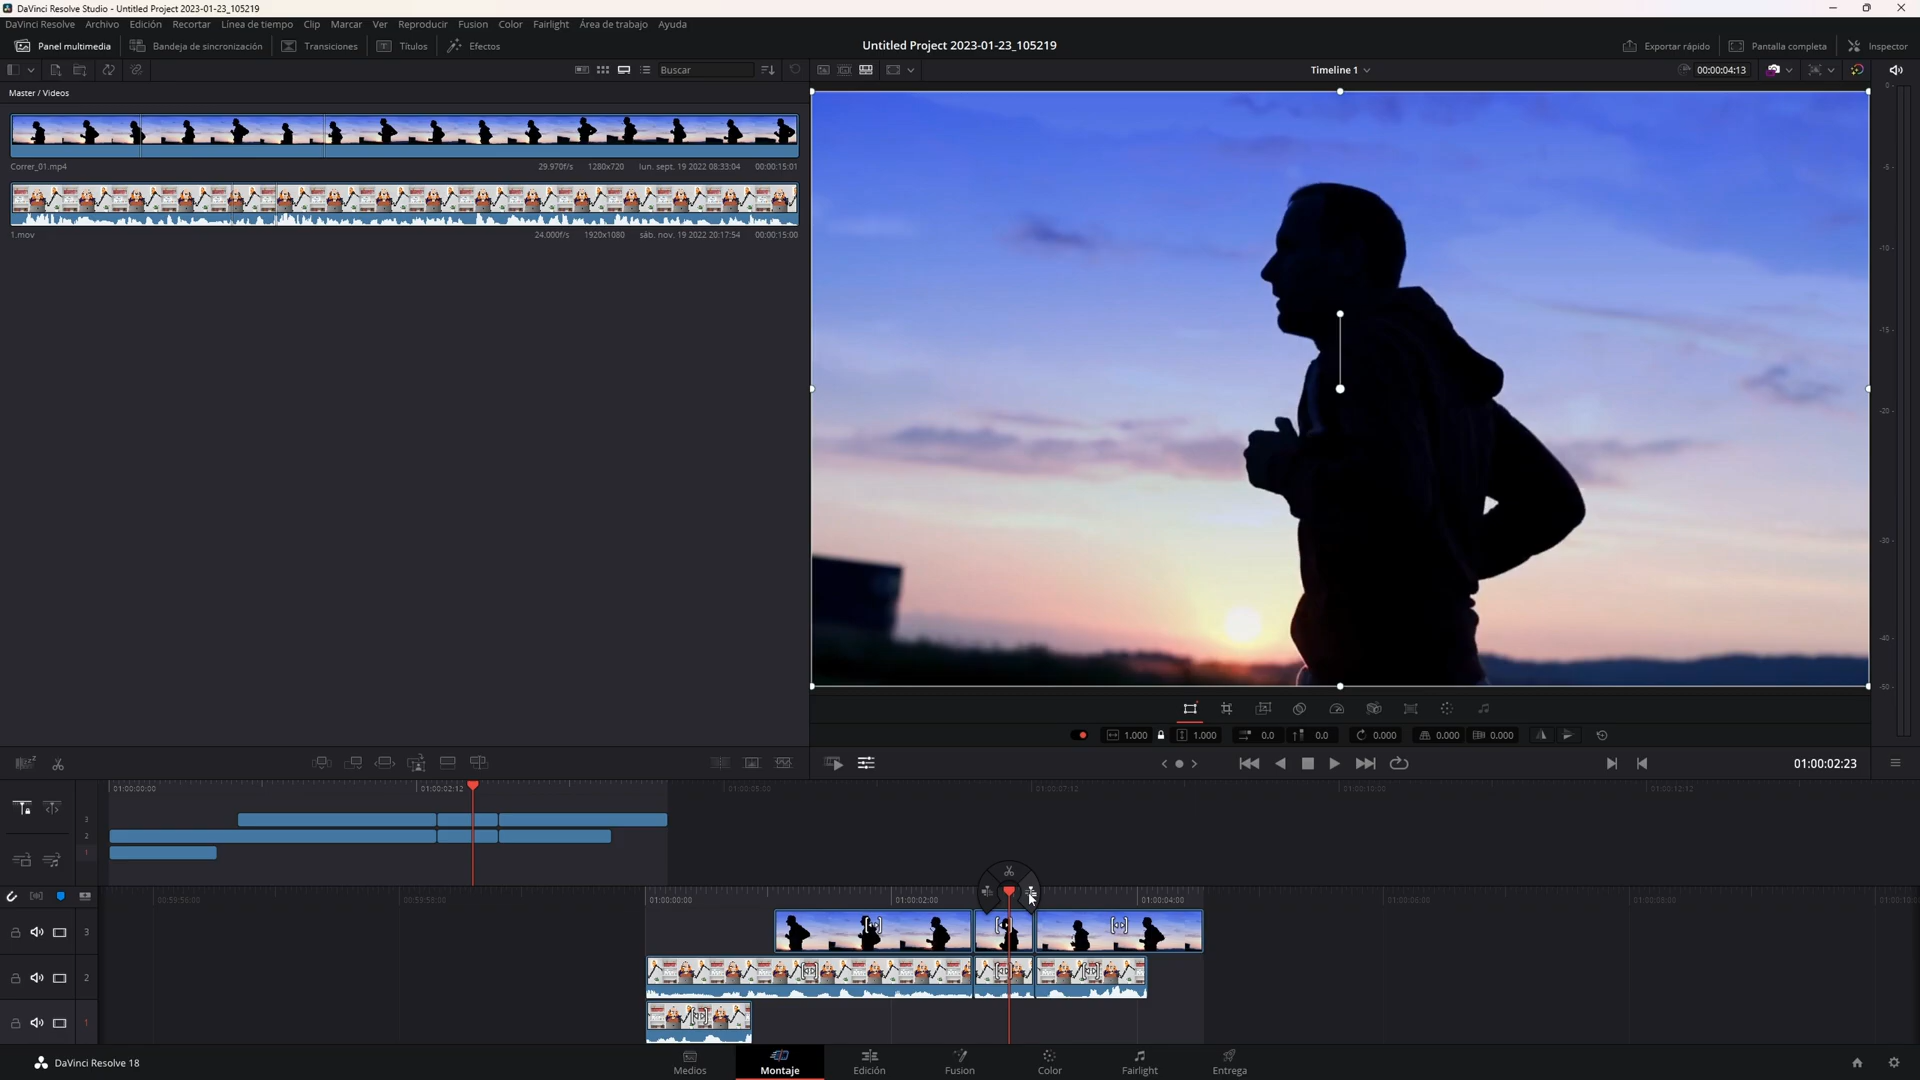 DaVinci Resolve Studio - Untitled Project 2023-01-23_105219
DaVinci Resolve Archivo Edición Recortar Línea de tiempo Clip Marcar Ver Reproducir Fusion Color Fairlight Área de trabajo Ayuda
Panel multimedia Bandeja de sincronización Transiciones Títulos Efectos Untitled Project 2023-01-23_105219 Exportar rápido Pantalla completa Inspector
Buscar Timeline 1 00:00:04:13
Master / Videos
Correr_01.mp4 29.970f/s 1280x720 lun. sept. 19 2022 08:33:04 00:00:15:01
1.mov 24.000f/s 1920x1080 sáb. nov. 19 2022 20:17:54 00:00:15:00
0
-5
-10
-15
-20
-30
-40
-50
1.000 1.000 0.0 0.0 0.000 0.000 0.000
01:00:02:23
01:00:00:00 01:00:02:12 01:00:05:00 01:00:07:12 01:00:10:00 01:00:12:12
3
2
1
00:59:56:00 00:59:58:00 01:00:00:00 01:00:02:00 01:00:04:00 01:00:06:00 01:00:08:00 01:00:10:0
3
2
1
DaVinci Resolve 18 Medios Montaje Edición Fusion Color Fairlight Entrega